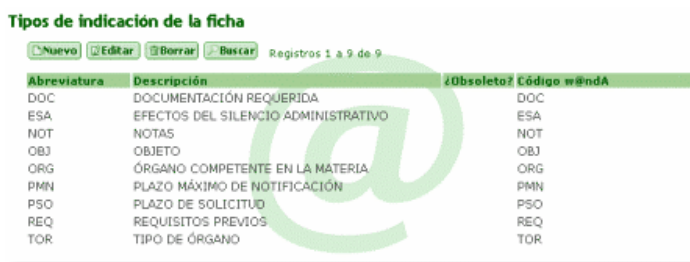 Tipos de indicación de la ficha
Nuevo Editar Borrar Buscar Registros 1 a 9 de 9
Abreviatura Descripción ¿Obsoleto? Código w@ndA
DOC DOCUMENTACIÓN REQUERIDA DOC
ESA EFECTOS DEL SILENCIO ADMINISTRATIVO ESA
NOT NOTAS NOT
OBJ OBJETO OBJ
ORG ÓRGANO COMPETENTE EN LA MATERIA ORG
PMN PLAZO MÁXIMO DE NOTIFICACIÓN PMN
PSO PLAZO DE SOLICITUD PSO
REQ REQUISITOS PREVIOS REQ
TOR TIPO DE ÓRGANO TOR
@